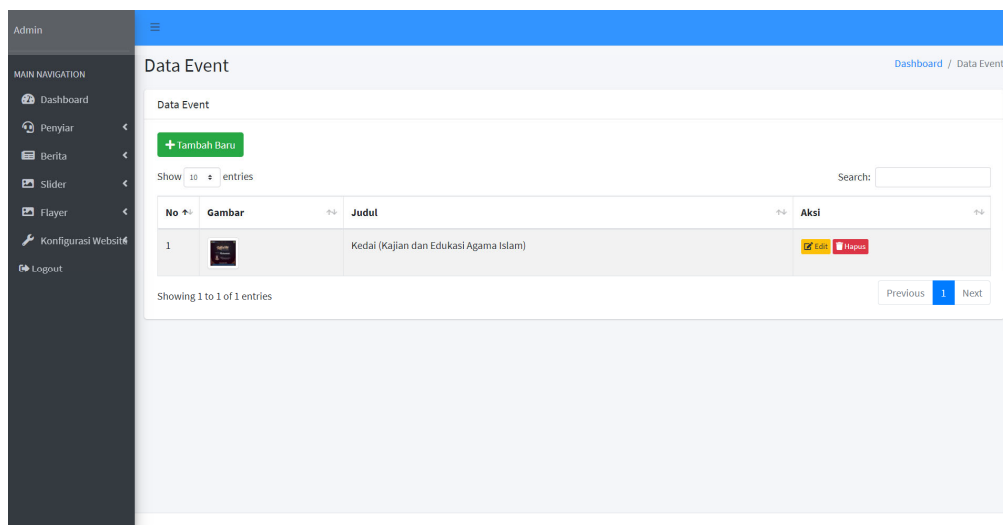 Admin
MAIN NAVIGATION
Dashboard
Penyiar
Berita
Slider
Flayer
Konfigurasi Website
Logout
Data Event
Dashboard / Data Event
Data Event
Tambah Baru
Show 10 entries
Search:
No Gambar Judul Aksi
1 Kedai (Kajian dan Edukasi Agama Islam) Edit Hapus
Showing 1 to 1 of 1 entries
Previous 1 Next